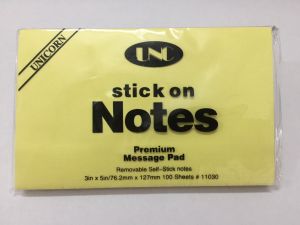 UNICORN
UNC
stick on
Notes
Premium
Message Pad
Removable Self-Stick notes
3in x 5in/76.2mm x 127mm 100 Sheets # 11030